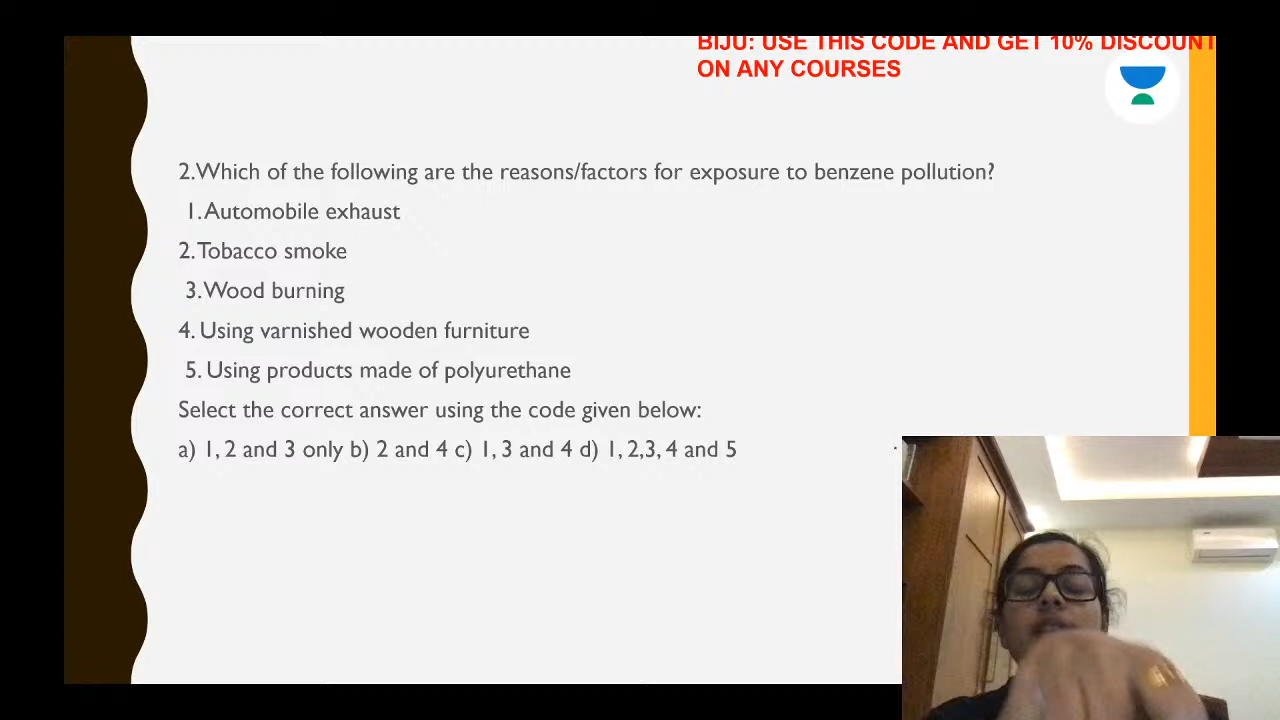 BIJU: USE THIS CODE AND GET 10% DISCOUNT
ON ANY COURSES
2.Which of the following are the reasons/factors for exposure to benzene pollution?
1.Automobile exhaust
2.Tobacco smoke
3.Wood burning
4. Using varnished wooden furniture
5. Using products made of polyurethane
Select the correct answer using the code given below:
a) 1, 2 and 3 only b) 2 and 4 c) 1, 3 and 4 d) 1, 2,3, 4 and 5